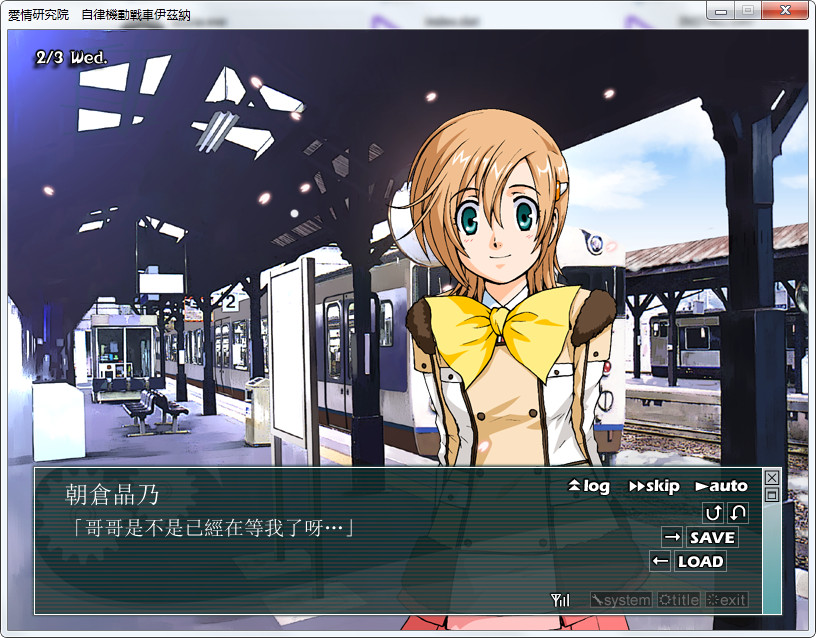 愛情研究院　自律機動戰車伊茲納
2/3 Wed.
2
朝倉晶乃
「哥哥是不是已經在等我了呀…」
log
skip
auto
SAVE
LOAD
system
title
exit